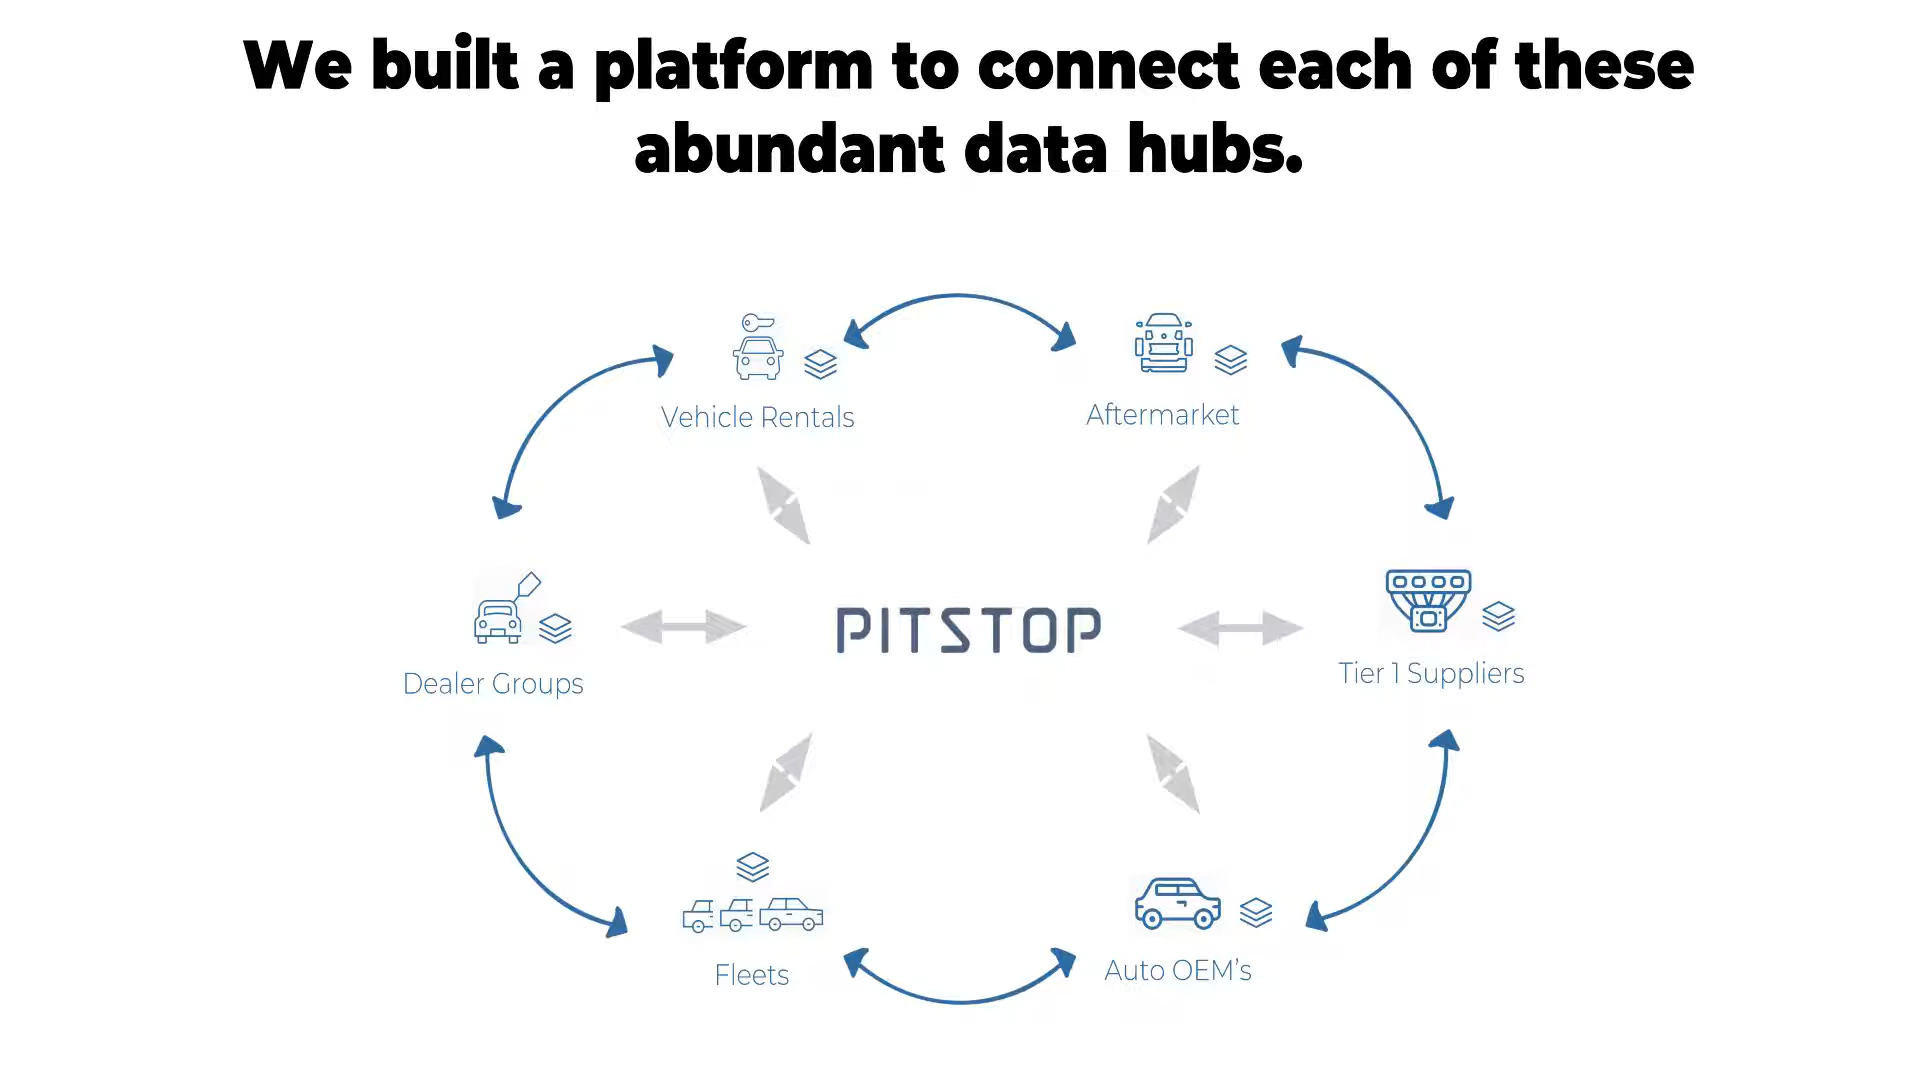 We built a platform to connect each of these
abundant data hubs.
Vehicle Rentals
Aftermarket
PITSTOP
Dealer Groups
Tier 1 Suppliers
Fleets
Auto OEM’s